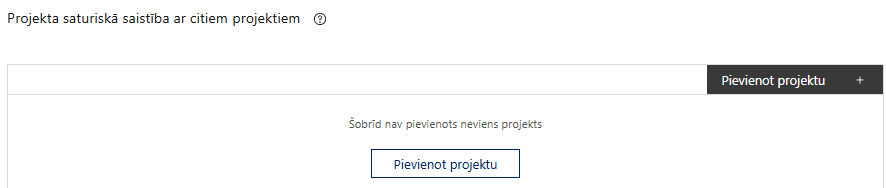 Projekta saturiskā saistība ar citiem projektiem ?
Pievienot projektu +
Šobrīd nav pievienots neviens projekts
Pievienot projektu